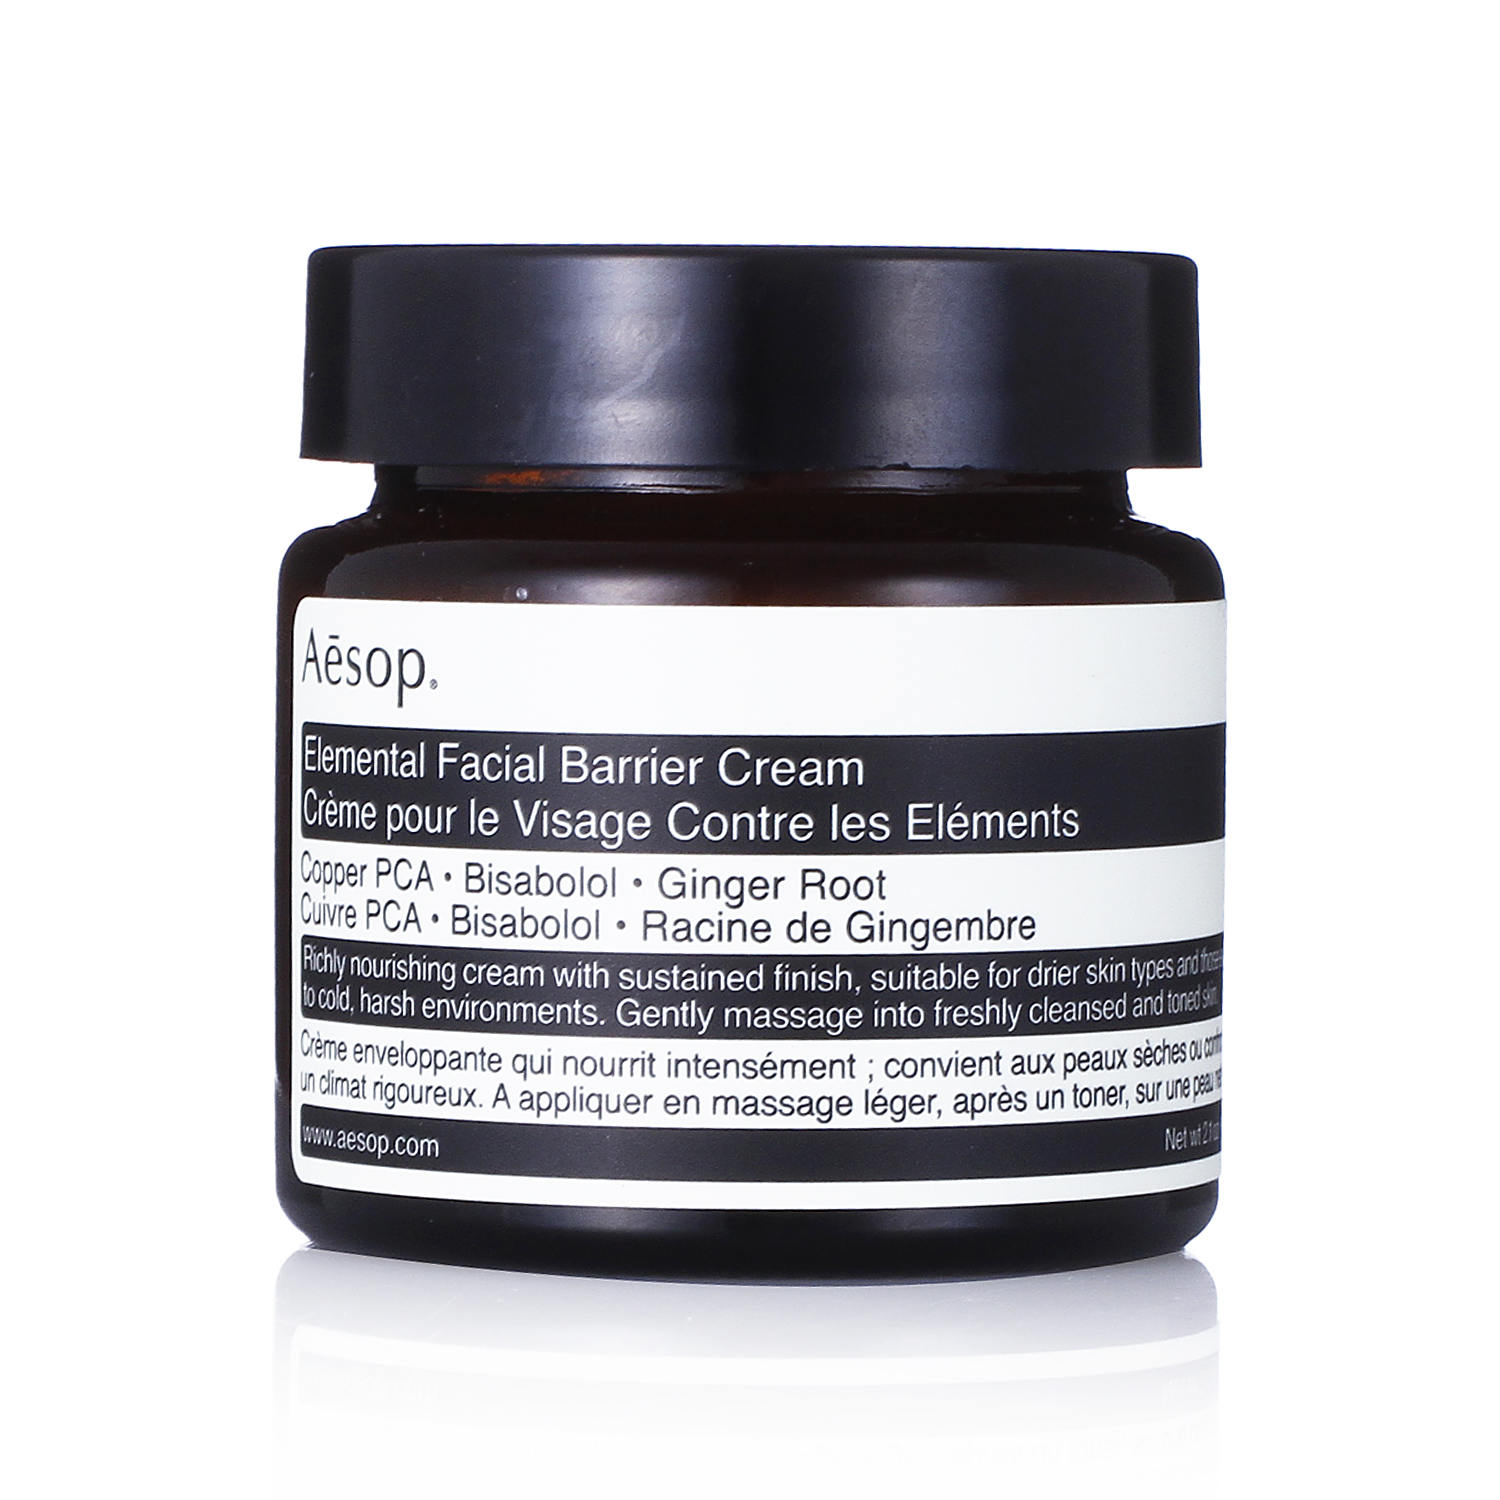 Aēsop.®
Elemental Facial Barrier Cream
Crème pour le Visage Contre les Eléments
Copper PCA • Bisabolol • Ginger Root
Cuivre PCA • Bisabolol • Racine de Gingembre
Richly nourishing cream with sustained finish, suitable for drier skin types and those
to cold, harsh environments. Gently massage into freshly cleansed and toned skin.
Crème enveloppante qui nourrit intensément ; convient aux peaux sèches ou
un climat rigoureux. A appliquer en massage léger, après un toner, sur une peau
www.aesop.com
Net wt 2.1 oz